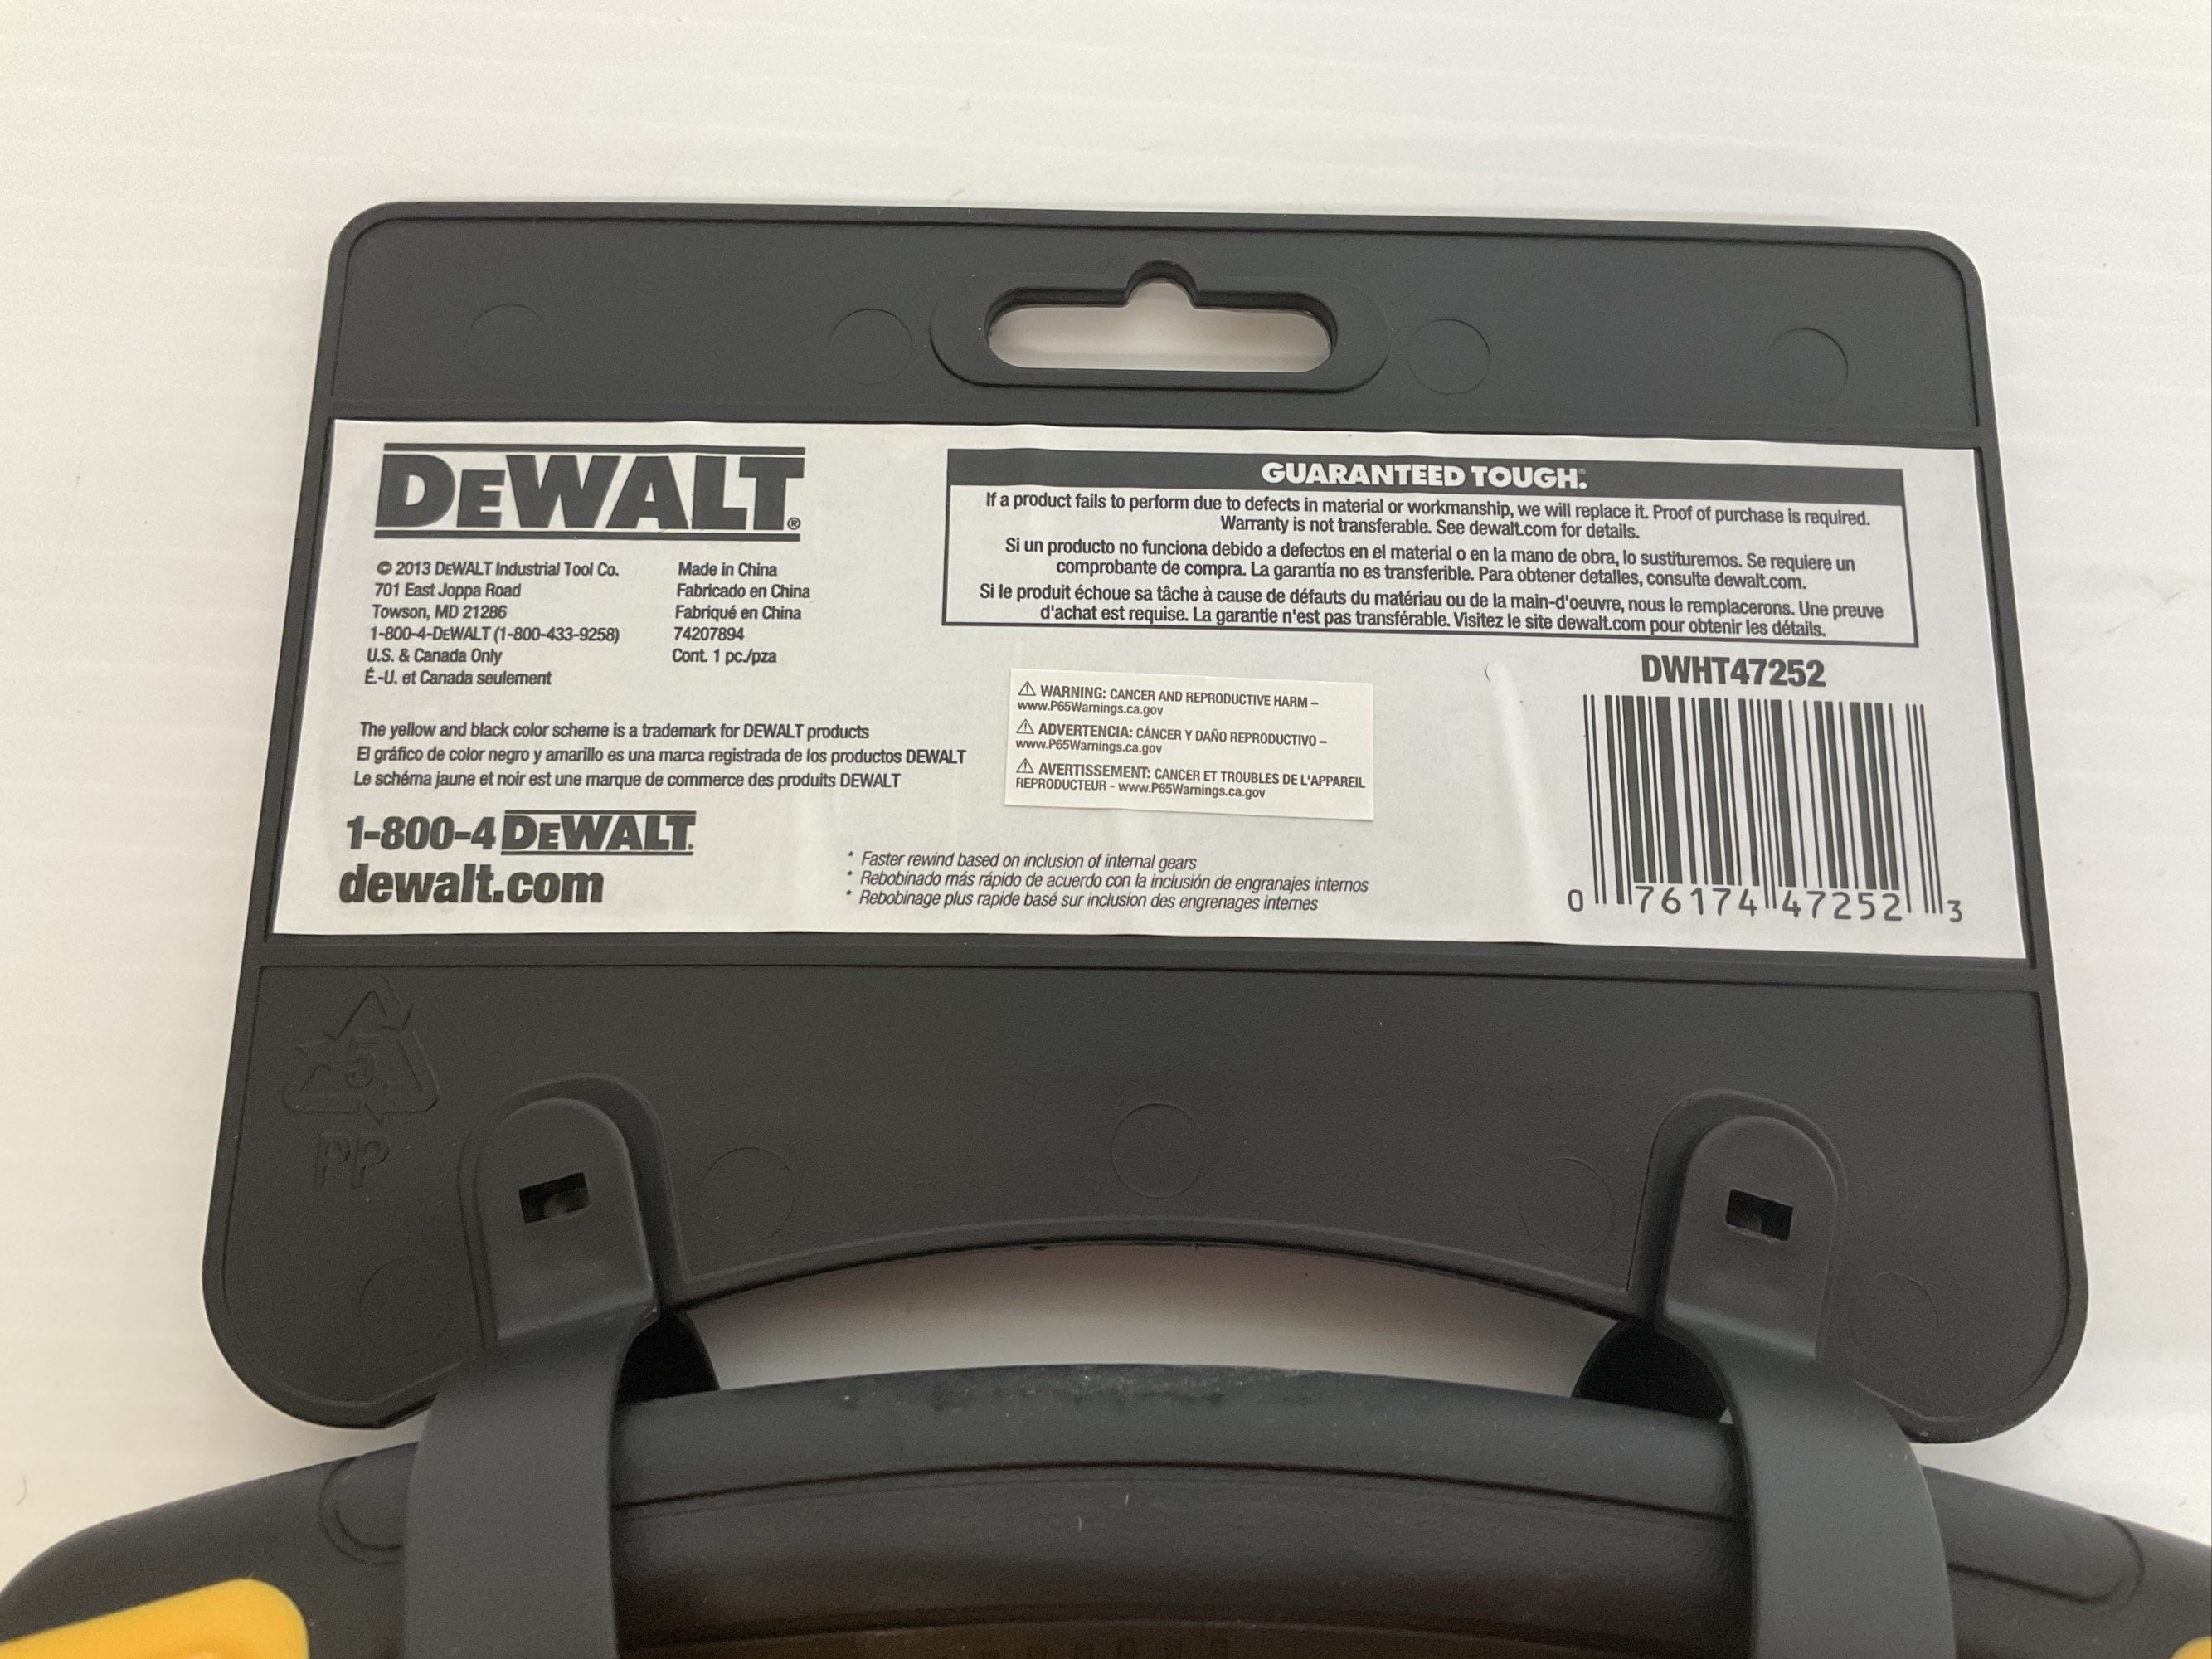 DEWALT®
© 2013 DEWALT Industrial Tool Co.
701 East Joppa Road
Towson, MD 21286
1-800-4-DEWALT (1-800-433-9258)
U.S. & Canada Only
É.-U. et Canada seulement
Made in China
Fabricado en China
Fabriqué en China
74207894
Cont. 1 pc./pza
The yellow and black color scheme is a trademark for DEWALT products
El gráfico de color negro y amarillo es una marca registrada de los productos DEWALT
Le schéma jaune et noir est une marque de commerce des produits DEWALT
1-800-4 DEWALT.
dewalt.com
GUARANTEED TOUGH.®
If a product fails to perform due to defects in material or workmanship, we will replace it. Proof of purchase is required.
Warranty is not transferable. See dewalt.com for details.
Si un producto no funciona debido a defectos en el material o en la mano de obra, lo sustituremos. Se requiere un
comprobante de compra. La garantía no es transferible. Para obtener detalles, consulte dewalt.com.
Si le produit échoue sa tâche à cause de défauts du matériau ou de la main-d'oeuvre, nous le remplacerons. Une preuve
d'achat est requise. La garantie n'est pas transférable. Visitez le site dewalt.com pour obtenir les détails.
⚠ WARNING: CANCER AND REPRODUCTIVE HARM –
www.P65Warnings.ca.gov
⚠ ADVERTENCIA: CÁNCER Y DAÑO REPRODUCTIVO –
www.P65Warnings.ca.gov
⚠ AVERTISSEMENT: CANCER ET TROUBLES DE L'APPAREIL
REPRODUCTEUR - www.P65Warnings.ca.gov
* Faster rewind based on inclusion of internal gears
* Rebobinado más rápido de acuerdo con la inclusión de engranajes internos
* Rebobinage plus rapide basé sur inclusion des engrenages internes
DWHT47252
0 76174 47252 3
5
PP